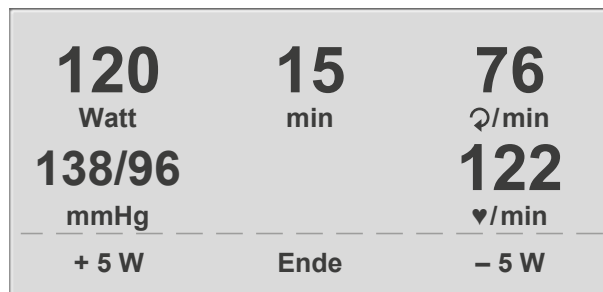 120 15 76
Watt min ↻/min
138/96 122
mmHg ♥/min
+ 5 W Ende – 5 W